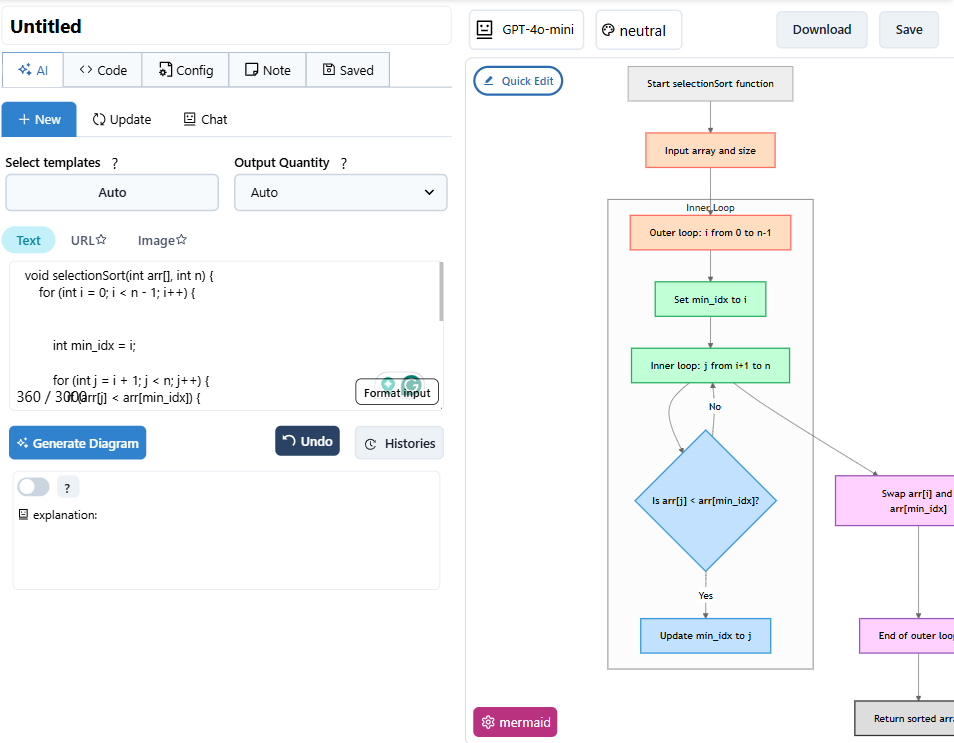 Untitled
AI
Code
Config
Note
Saved
+ New
Update
Chat
Select templates ?
Output Quantity ?
Auto
Auto
Text
URL☆
Image☆
void selectionSort(int arr[], int n) {
for (int i = 0; i < n - 1; i++) {
int min_idx = i;
for (int j = i + 1; j < n; j++) {
if (arr[j] < arr[min_idx]) {
360 / 3000
Format input
Generate Diagram
Undo
Histories
?
explanation:
GPT-4o-mini
neutral
Download
Save
Quick Edit
Start selectionSort function
Input array and size
Inner Loop
Outer loop: i from 0 to n-1
Set min_idx to i
Inner loop: j from i+1 to n
No
Is arr[j] < arr[min_idx]?
Yes
Update min_idx to j
Swap arr[i] and
arr[min_idx]
End of outer loo
Return sorted arr
mermaid